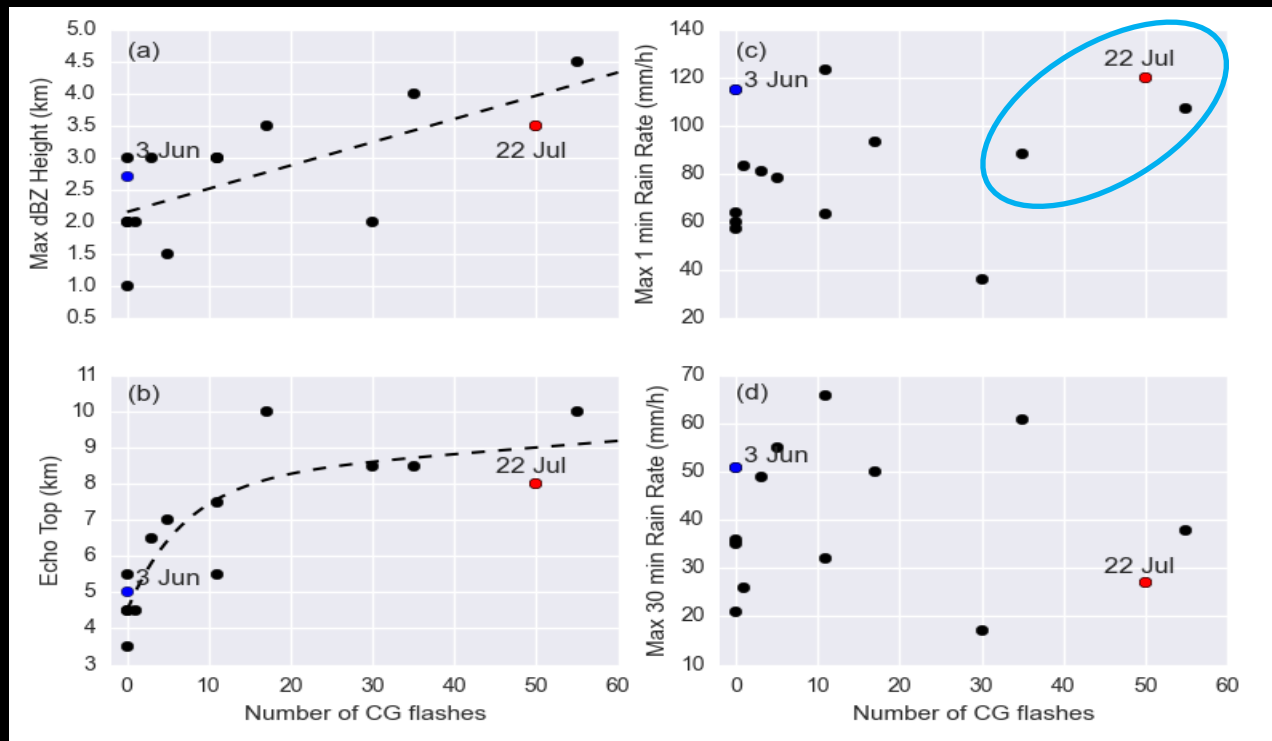 (a)
Max dBZ Height (km)
5.0
4.5
4.0
3.5
3.0
2.5
2.0
1.5
1.0
0.5
3 Jun
22 Jul
(c)
Max 1 min Rain Rate (mm/h)
140
120
100
80
60
40
20
3 Jun
22 Jul
(b)
Echo Top (km)
11
10
9
8
7
6
5
4
3
3 Jun
22 Jul
0 10 20 30 40 50 60
Number of CG flashes
(d)
Max 30 min Rain Rate (mm/h)
70
60
50
40
30
20
10
3 Jun
22 Jul
0 10 20 30 40 50 60
Number of CG flashes